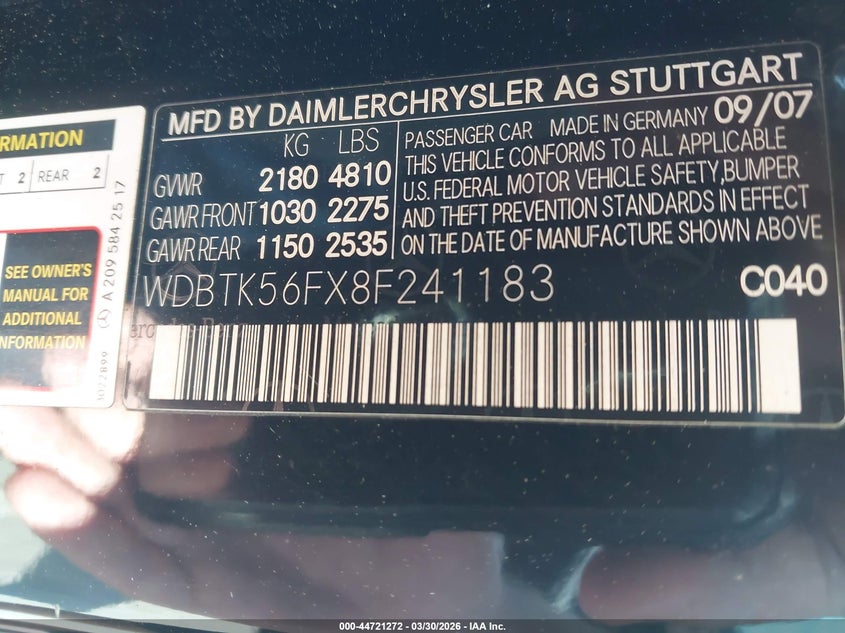 MFD BY DAIMLERCHRYSLER AG STUTTGART
KG LBS
GVWR 2180 4810
GAWR FRONT 1030 2275
GAWR REAR 1150 2535
PASSENGER CAR MADE IN GERMANY 09/07
THIS VEHICLE CONFORMS TO ALL APPLICABLE
U.S. FEDERAL MOTOR VEHICLE SAFETY, BUMPER
AND THEFT PREVENTION STANDARDS IN EFFECT
ON THE DATE OF MANUFACTURE SHOWN ABOVE
WDBTK56FX8F241183 C040
2 REAR 2
SEE OWNER'S
MANUAL FOR
ADDITIONAL
A 209 584 25 17
3022899
000-44721272 - 03/30/2026 - IAA Inc.